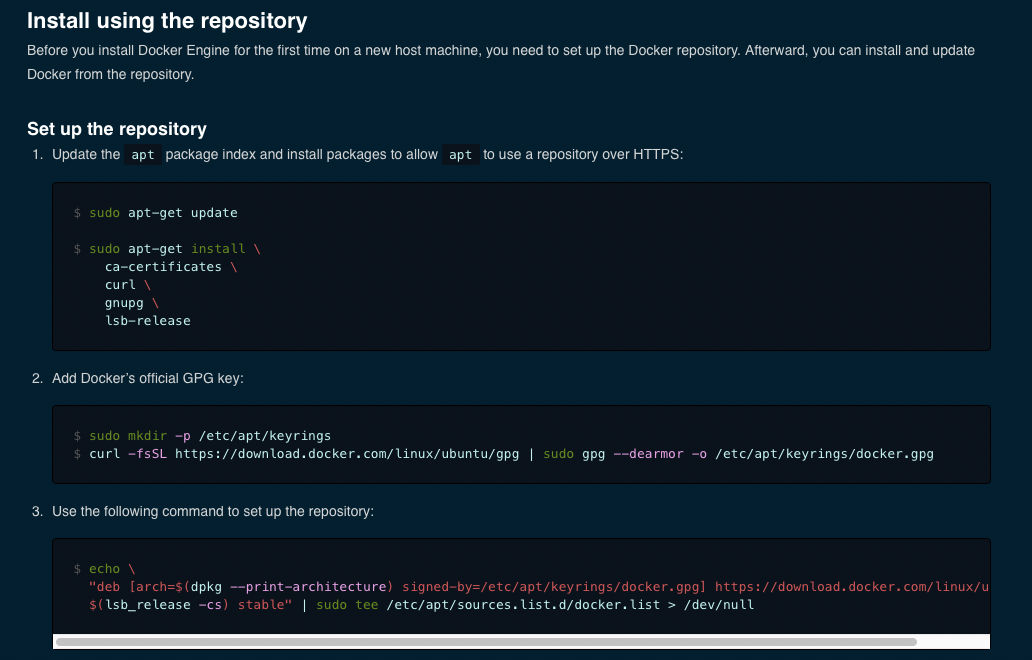 Install using the repository
Before you install Docker Engine for the first time on a new host machine, you need to set up the Docker repository. Afterward, you can install and update
Docker from the repository.
Set up the repository
1. Update the apt package index and install packages to allow apt to use a repository over HTTPS:
$ sudo apt-get update
$ sudo apt-get install \
ca-certificates \
curl \
gnupg \
lsb-release
2. Add Docker’s official GPG key:
$ sudo mkdir -p /etc/apt/keyrings
$ curl -fsSL https://download.docker.com/linux/ubuntu/gpg | sudo gpg --dearmor -o /etc/apt/keyrings/docker.gpg
3. Use the following command to set up the repository:
$ echo \
"deb [arch=$(dpkg --print-architecture) signed-by=/etc/apt/keyrings/docker.gpg] https://download.docker.com/linux/u
$(lsb_release -cs) stable" | sudo tee /etc/apt/sources.list.d/docker.list > /dev/null